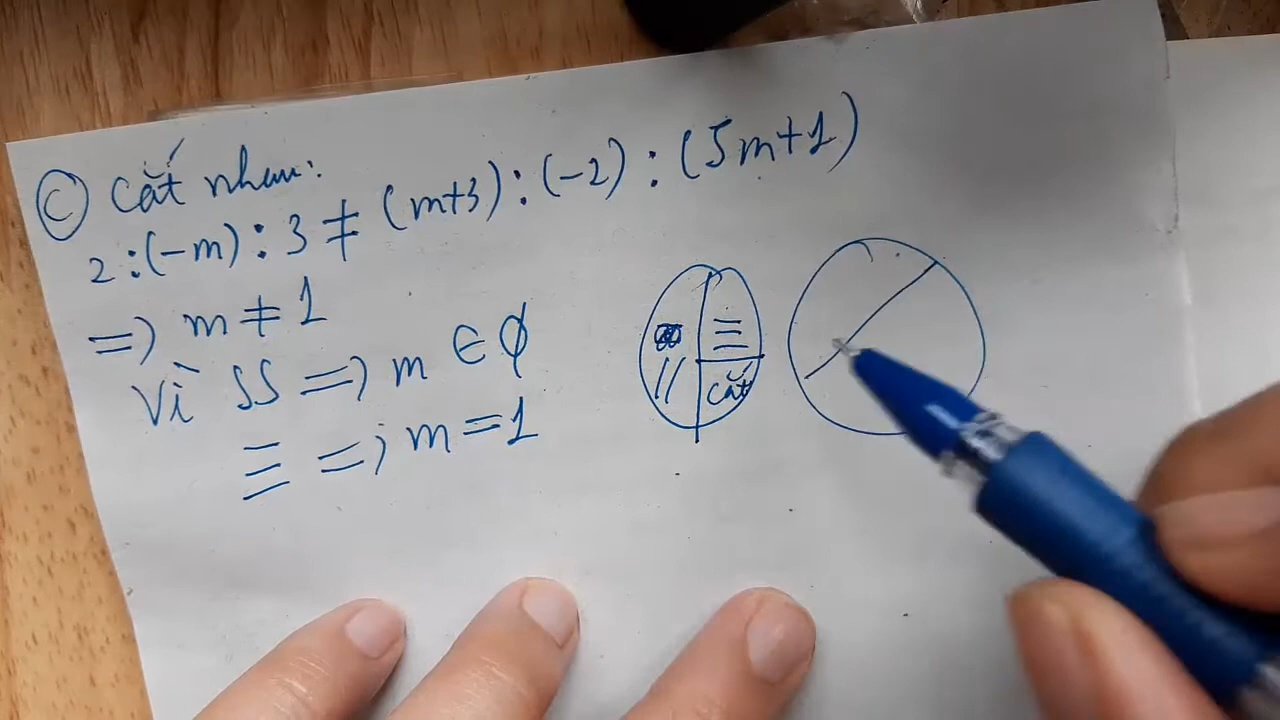 Ⓒ Cắt nhau:
2:(-m):3 ≠ (m+3):(-2):(5m+1)
=> m ≠ 1
Vì SS => m ∈ ∅
≡ => m = 1
// ≡
cắt